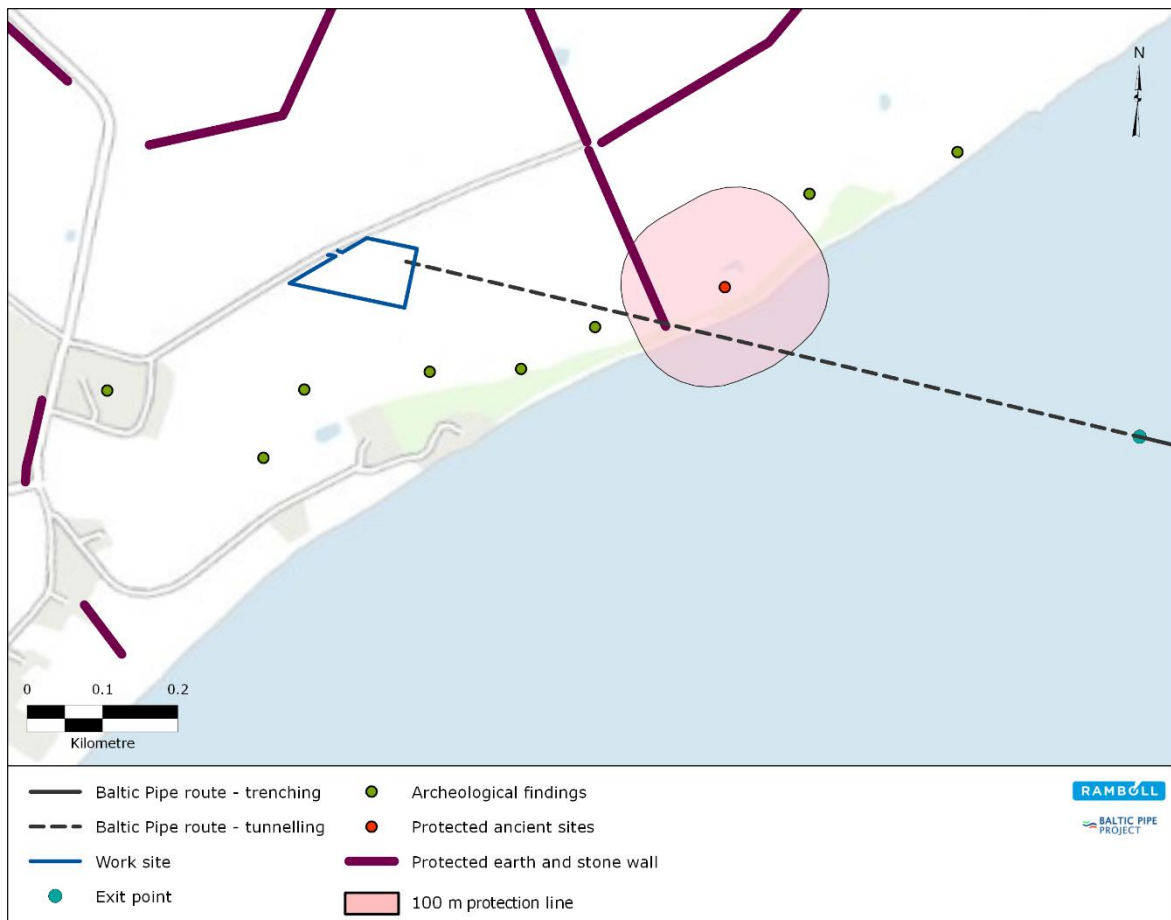 N
0 0.1 0.2
Kilometre
Baltic Pipe route - trenching
Baltic Pipe route - tunnelling
Work site
Exit point
Archeological findings
Protected ancient sites
Protected earth and stone wall
100 m protection line
RAMBOLL
BALTIC PIPE
PROJECT